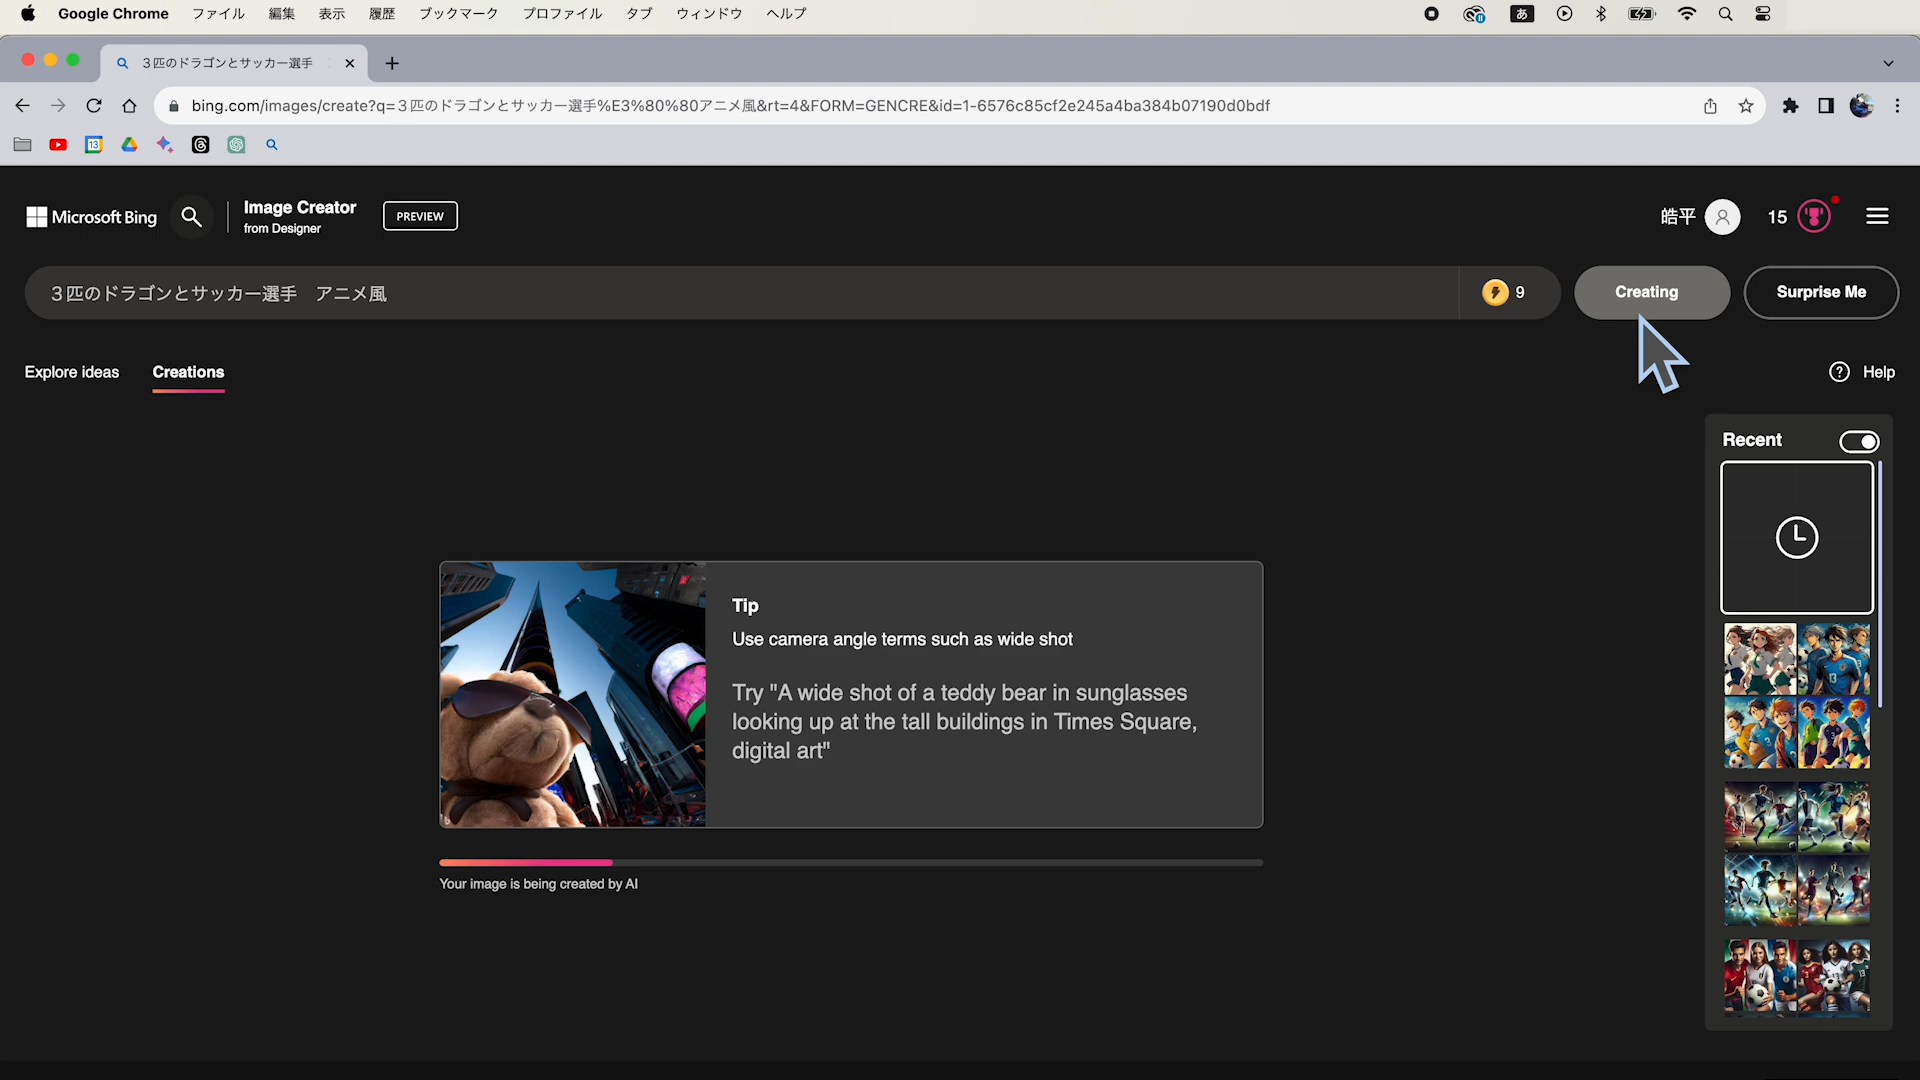 Google Chrome ファイル 編集 表示 履歴 ブックマーク プロファイル タブ ウィンドウ ヘルプ あ
３匹のドラゴンとサッカー選手
bing.com/images/create?q=３匹のドラゴンとサッカー選手%E3%80%80アニメ風&rt=4&FORM=GENCRE&id=1-6576c85cf2e245a4ba384b07190d0bdf
13
Microsoft Bing
Image Creator
from Designer
PREVIEW
皓平
15
３匹のドラゴンとサッカー選手　アニメ風
9
Creating
Surprise Me
Explore ideas
Creations
Help
Recent
Tip
Use camera angle terms such as wide shot
Try "A wide shot of a teddy bear in sunglasses
looking up at the tall buildings in Times Square,
digital art"
Your image is being created by AI